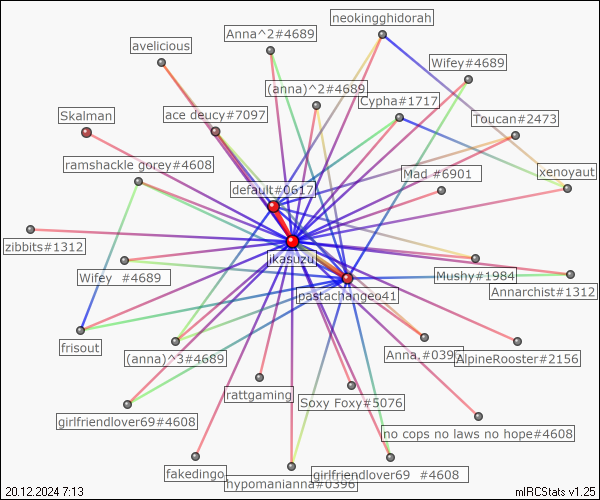 neokingghidorah
Anna^2#4689
avelicious
Wifey#4689
(anna)^2#4689
Cypha#1717
Skalman
ace deucy#7097
Toucan#2473
ramshackle gorey#4608
Mad #6901
xenoyaut
default#0617
zibbits#1312
ikasuzu
Wifey #4689
Mushy#1984
Annarchist#1312
pastachangeo41
frisout
(anna)^3#4689
AlpineRooster#2156
rattgaming
Soxy Foxy#5076
girlfriendlover69#4608
no cops no laws no hope#4608
fakedingo
hypomanianna#0396
girlfriendlover69 #4608
20.12.2024 7:13
mIRCStats v1.25